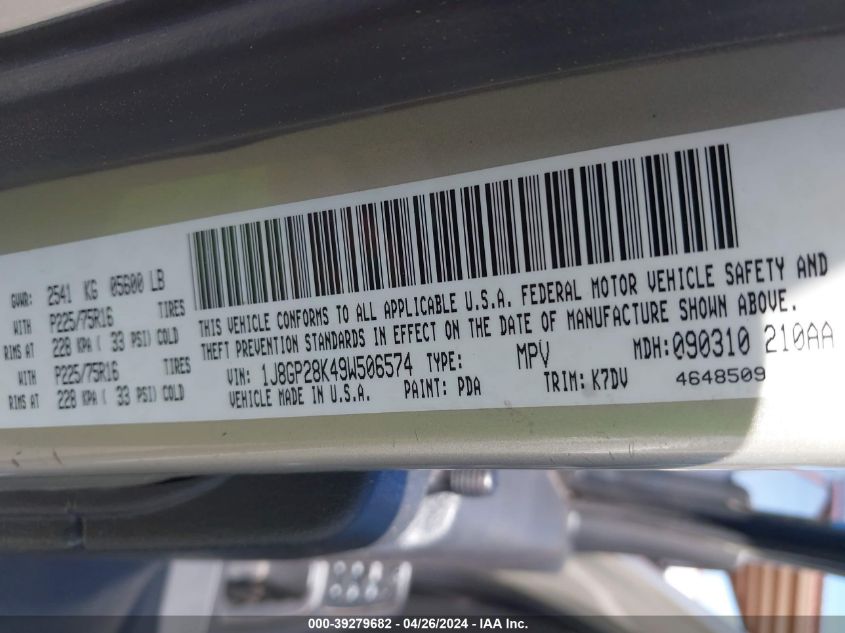 GVWR: 2541 KG 05600 LB
WITH P225/75R16 TIRES
RIMS AT 228 KPA ( 33 PSI) COLD
WITH P225/75R16 TIRES
RIMS AT 228 KPA ( 33 PSI) COLD
THIS VEHICLE CONFORMS TO ALL APPLICABLE U.S.A. FEDERAL MOTOR VEHICLE SAFETY AND
THEFT PREVENTION STANDARDS IN EFFECT ON THE DATE OF MANUFACTURE SHOWN ABOVE.
VIN: 1J8GP28K49W506574 TYPE: MPV MDH: 090310 210AA
VEHICLE MADE IN U.S.A. PAINT: PDA TRIM: K7DV 4648509
000-39279682 - 04/26/2024 - IAA Inc.